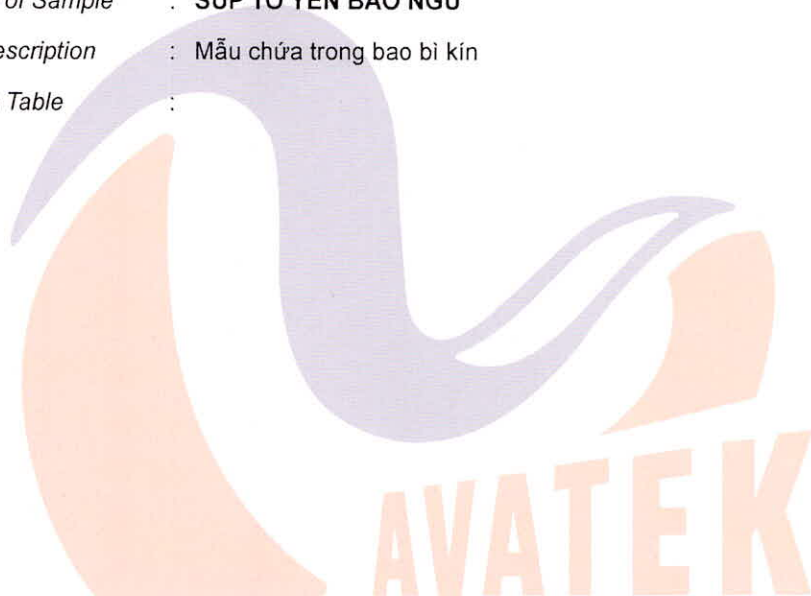 of Sample : SÚP TỔ YẾN BÀO NGƯ
escription : Mẫu chứa trong bao bì kín
Table :
AVATEK